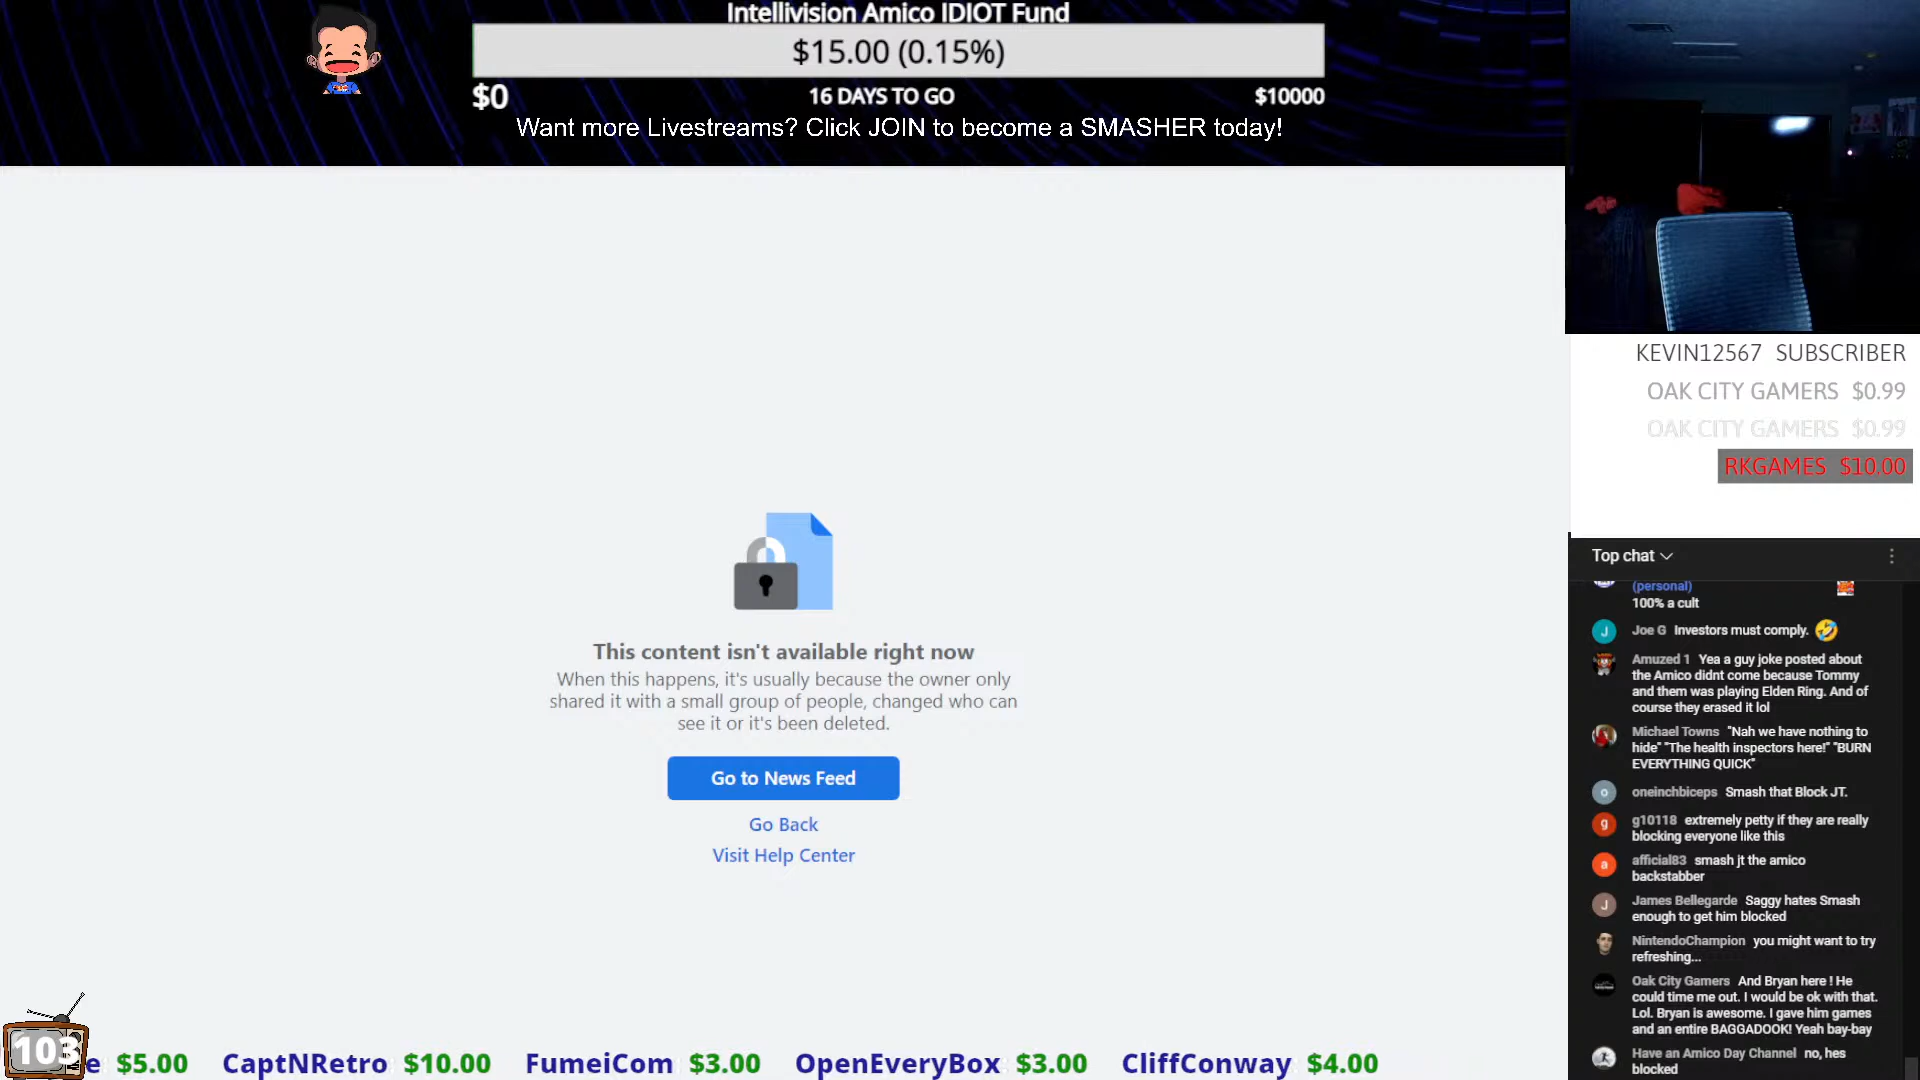 Intellivision Amico IDIOT Fund
$15.00 (0.15%)
$0
16 DAYS TO GO
$10000
Want more Livestreams? Click JOIN to become a SMASHER today!
This content isn't available right now
When this happens, it's usually because the owner only
shared it with a small group of people, changed who can
see it or it's been deleted.
Go to News Feed
Go Back
Visit Help Center
KEVIN12567 SUBSCRIBER
OAK CITY GAMERS $0.99
OAK CITY GAMERS $0.99
RKGAMES $10.00
Top chat
(personal)
100% a cult
Joe G Investors must comply. 🤣
Amuzed 1 Yea a guy joke posted about
the Amico didnt come because Tommy
and them was playing Elden Ring. And of
course they erased it lol
Michael Towns "Nah we have nothing to
hide" "The health inspectors here!" "BURN
EVERYTHING QUICK"
oneinchbiceps Smash that Block JT.
g10118 extremely petty if they are really
blocking everyone like this
afficial83 smash jt the amico
backstabber
James Bellegarde Saggy hates Smash
enough to get him blocked
NintendoChampion you might want to try
refreshing...
Oak City Gamers And Bryan here ! He
could time me out. I would be ok with that.
Lol. Bryan is awesome. I gave him games
and an entire BAGGADOOK! Yeah bay-bay
Have an Amico Day Channel no, hes
blocked
103
e $5.00 CaptNRetro $10.00 FumeiCom $3.00 OpenEveryBox $3.00 CliffConway $4.00